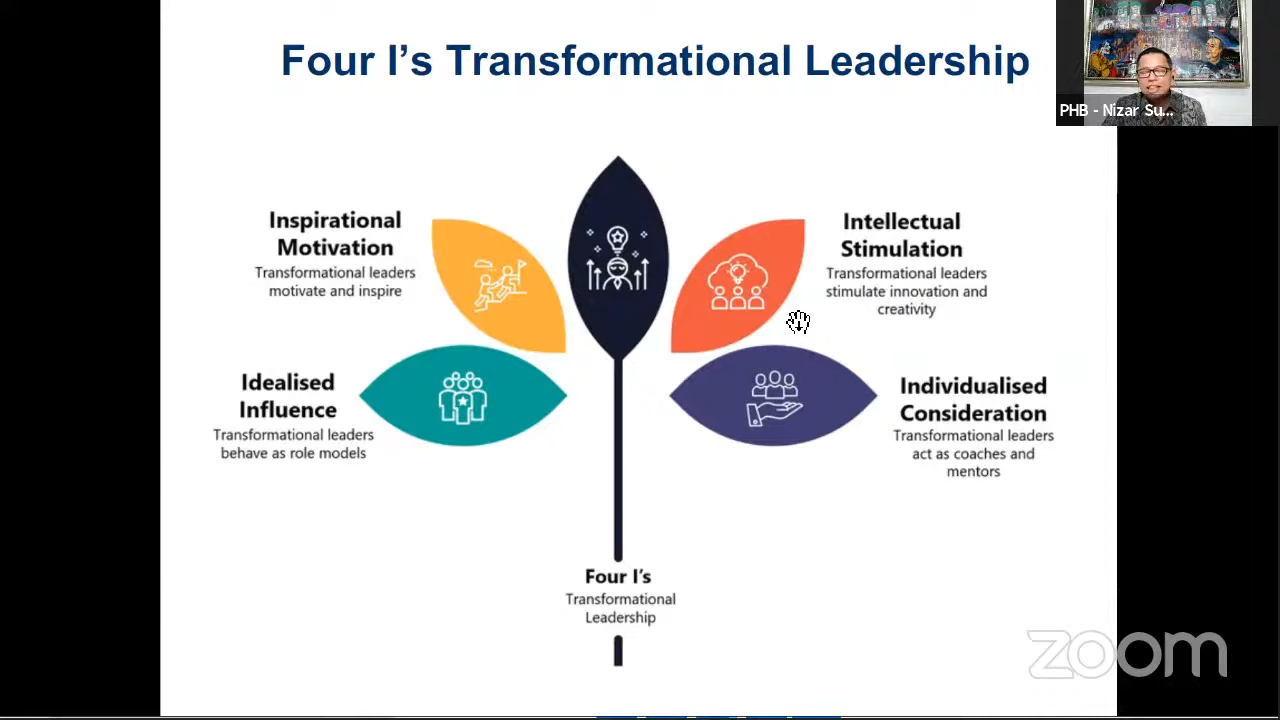 Four I's Transformational Leadership
PHB - Nizar Su...
Inspirational
Motivation
Transformational leaders
motivate and inspire
Intellectual
Stimulation
Transformational leaders
stimulate innovation and
creativity
Idealised
Influence
Transformational leaders
behave as role models
Individualised
Consideration
Transformational leaders
act as coaches and
mentors
Four I's
Transformational
Leadership
zoom